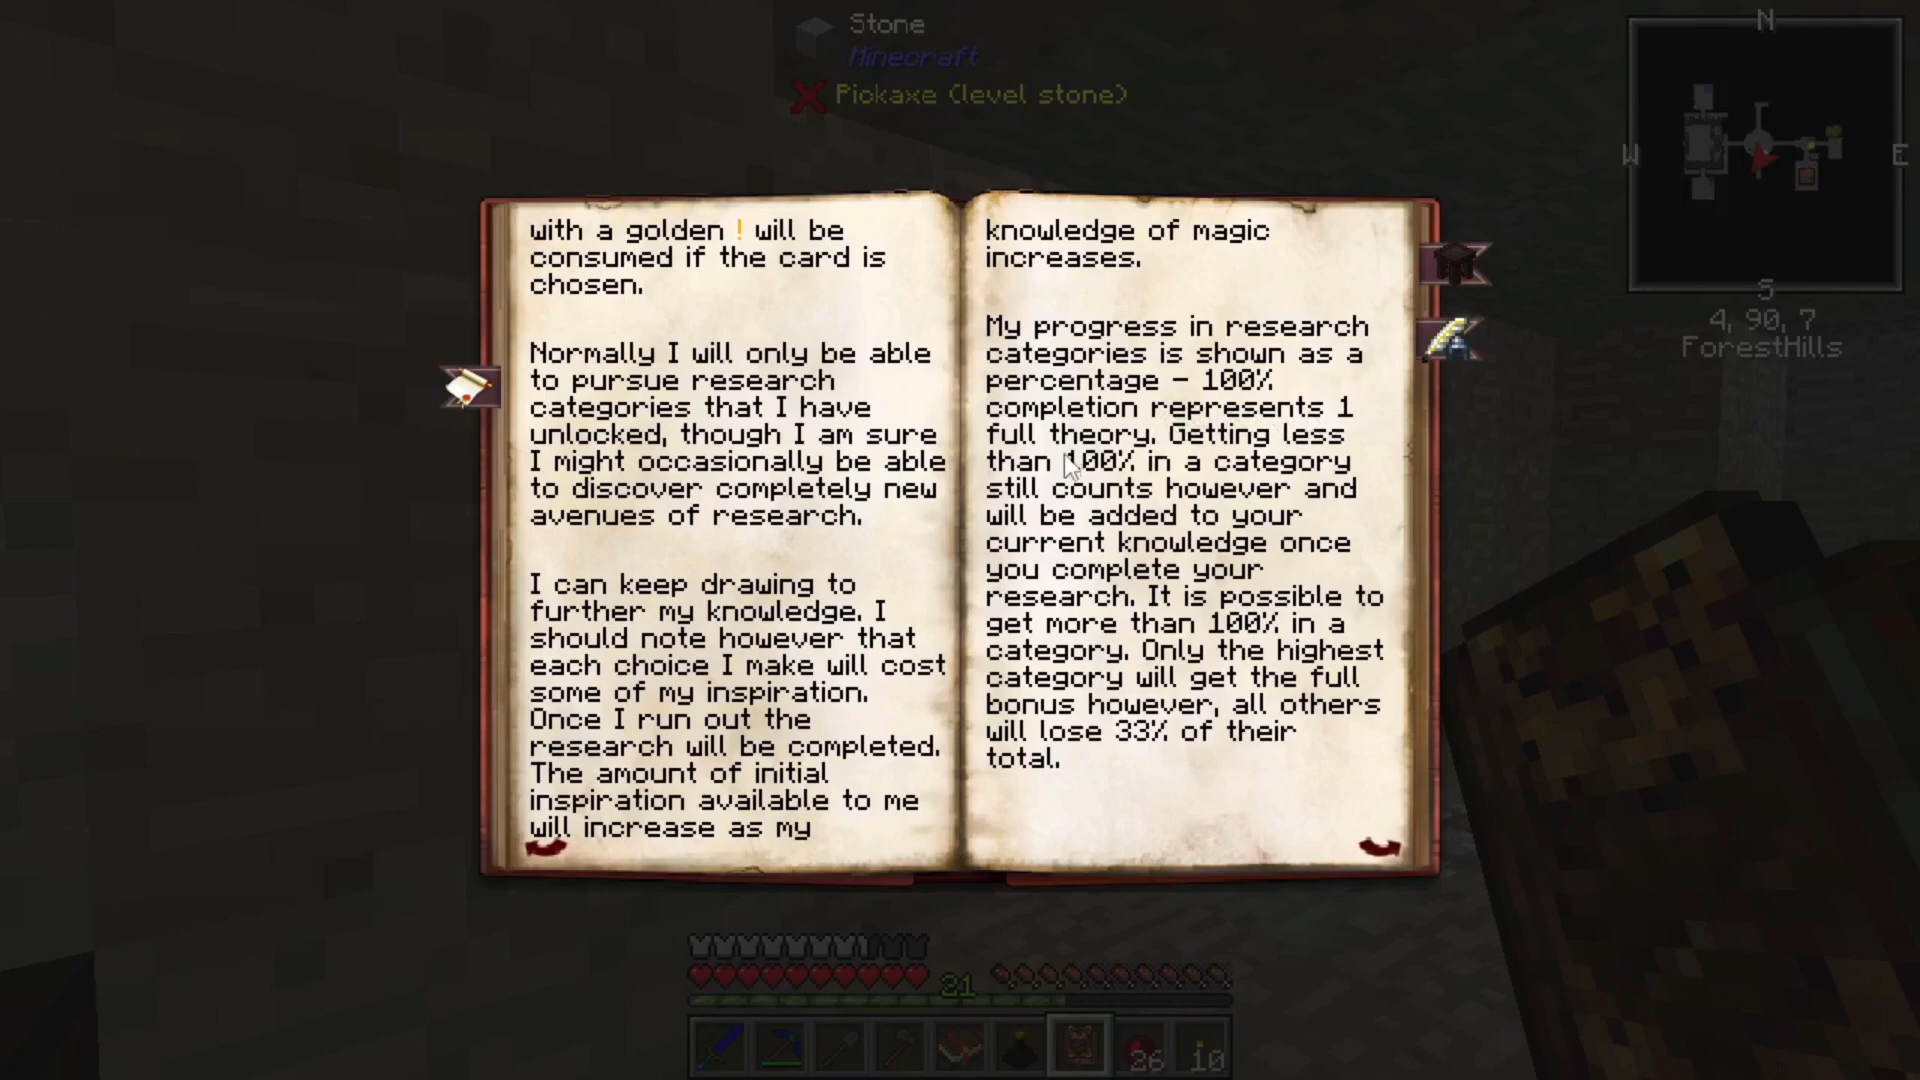 Stone
Minecraft
Pickaxe (level stone)
N
W
E
S
4, 90, 7
ForestHills
with a golden ! will be
consumed if the card is
chosen.
Normally I will only be able
to pursue research
categories that I have
unlocked, though I am sure
I might occasionally be able
to discover completely new
avenues of research.
I can keep drawing to
further my knowledge. I
should note however that
each choice I make will cost
some of my inspiration.
Once I run out the
research will be completed.
The amount of initial
inspiration available to me
will increase as my
knowledge of magic
increases.
My progress in research
categories is shown as a
percentage - 100%
completion represents 1
full theory. Getting less
than 100% in a category
still counts however and
will be added to your
current knowledge once
you complete your
research. It is possible to
get more than 100% in a
category. Only the highest
category will get the full
bonus however, all others
will lose 33% of their
total.
21
26
10